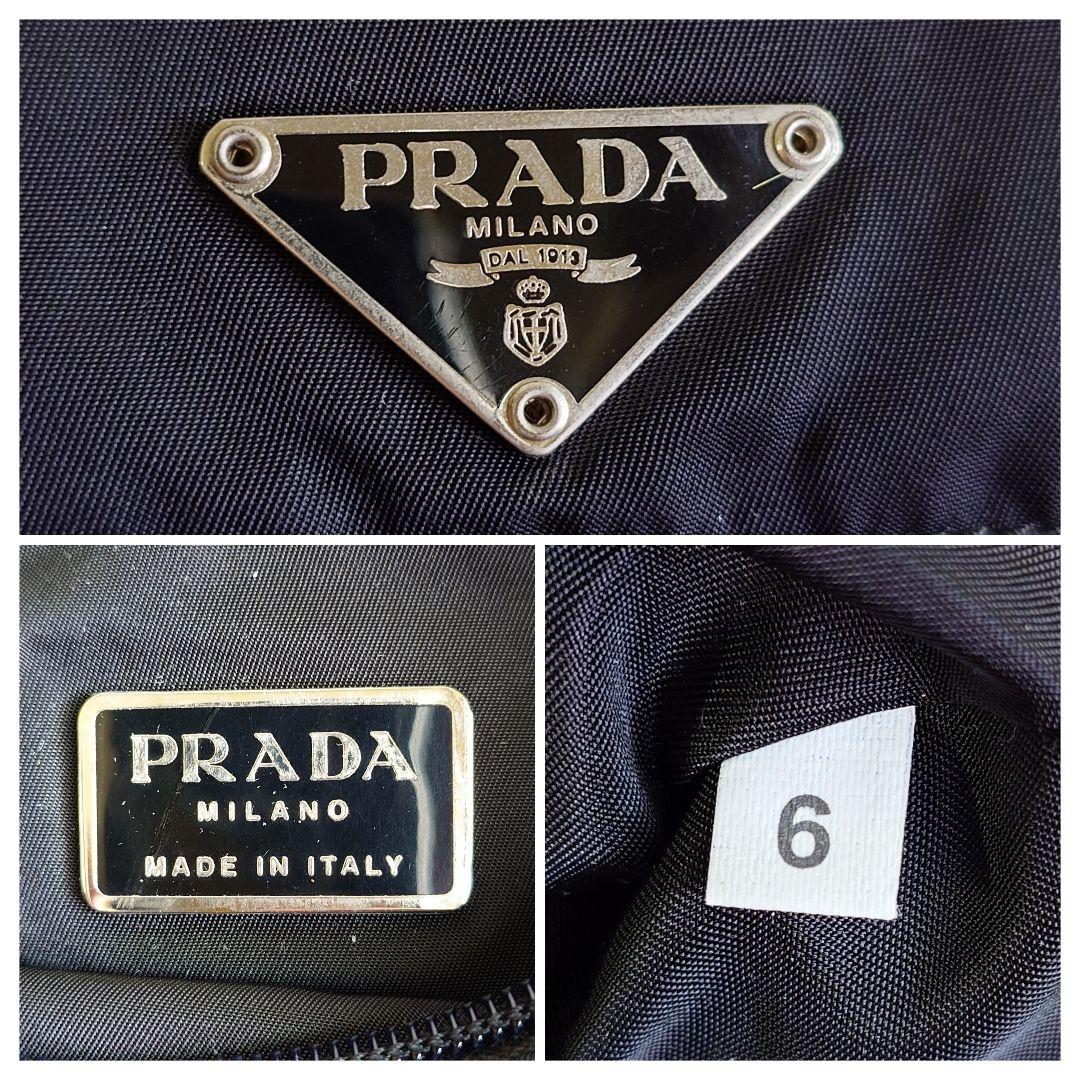 PRADA
MILANO
DAL 1913
PRADA
MILANO
MADE IN ITALY
6